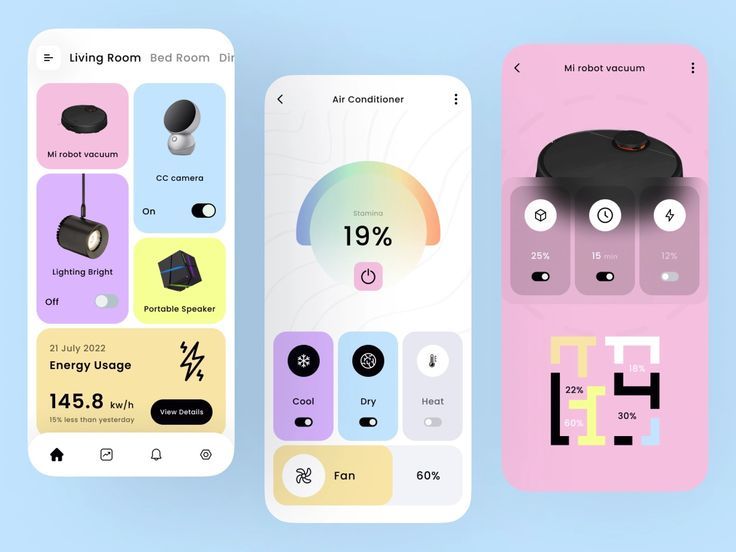 Living Room Bed Room Din
Mi robot vacuum
CC camera
On
Lighting Bright
Off
Portable Speaker
21 July 2022
Energy Usage
145.8 kw/h
15% less than yesterday
View Details
Air Conditioner
Stamina
19%
Cool
Dry
Heat
Fan
60%
Mi robot vacuum
25%
15 min
12%
18%
22%
60%
30%